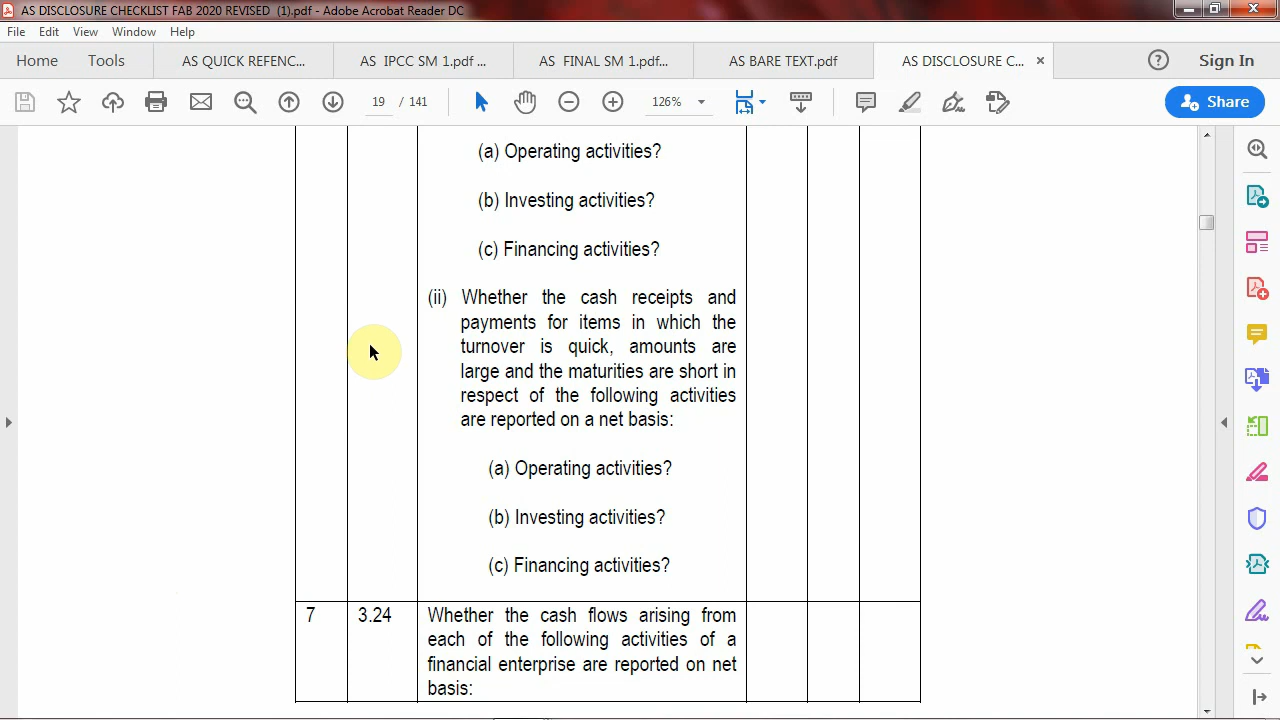 AS DISCLOSURE CHECKLIST FAB 2020 REVISED (1).pdf - Adobe Acrobat Reader DC
File Edit View Window Help
Home Tools AS QUICK REFENC... AS IPCC SM 1.pdf ... AS FINAL SM 1.pdf... AS BARE TEXT.pdf AS DISCLOSURE C... × Sign In
19 / 141 126% Share
(a) Operating activities?
(b) Investing activities?
(c) Financing activities?
(ii) Whether the cash receipts and
payments for items in which the
turnover is quick, amounts are
large and the maturities are short in
respect of the following activities
are reported on a net basis:
(a) Operating activities?
(b) Investing activities?
(c) Financing activities?
7 3.24 Whether the cash flows arising from
each of the following activities of a
financial enterprise are reported on net
basis: